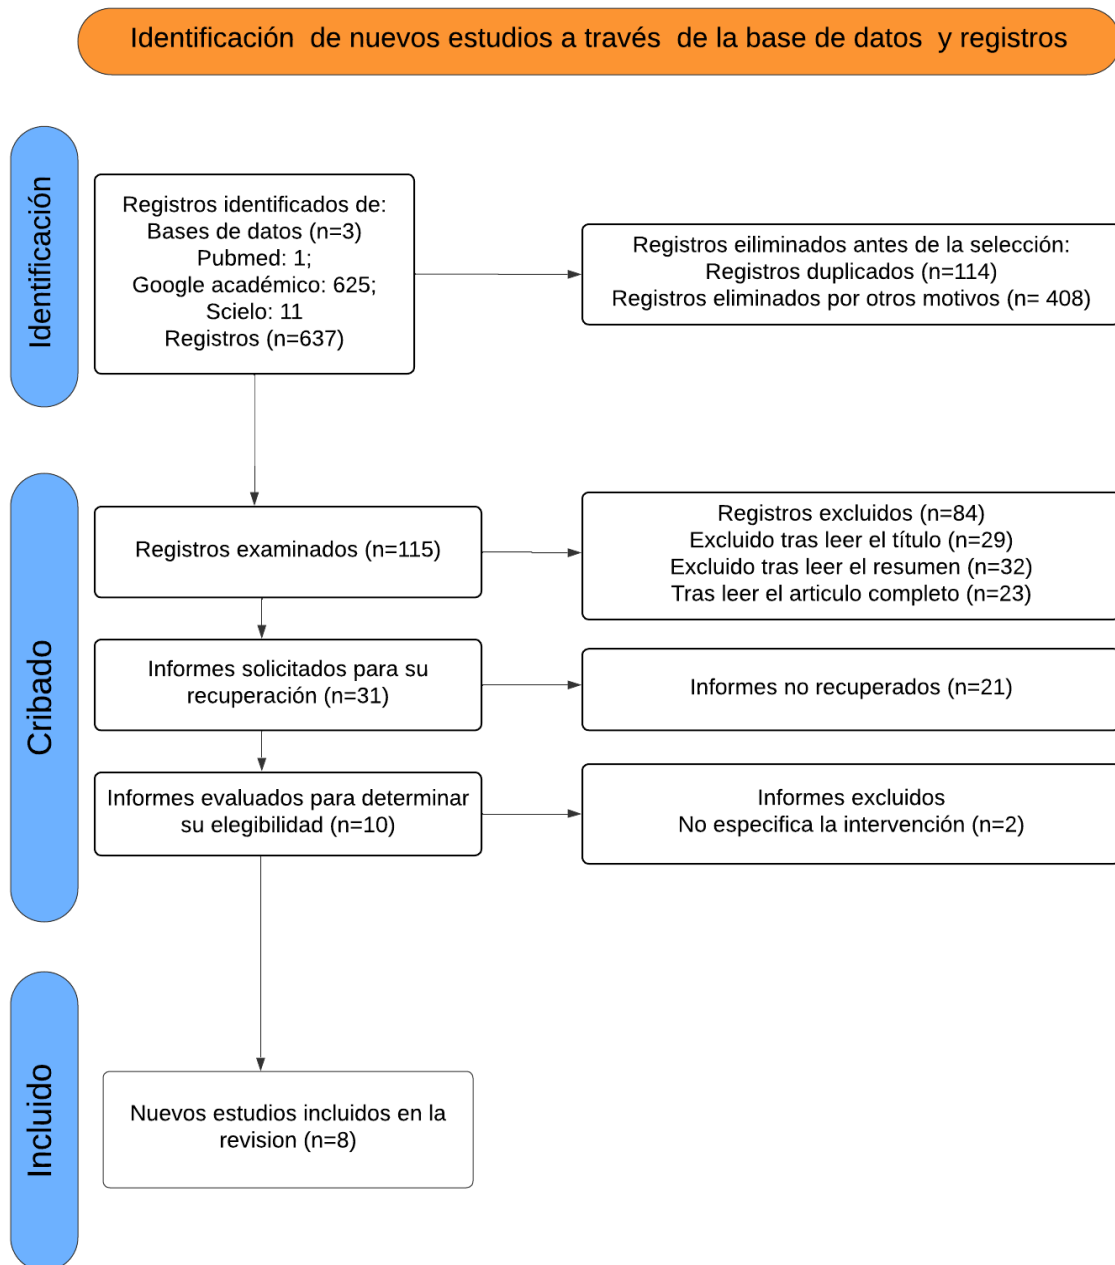 Identificación de nuevos estudios a través de la base de datos y registros
Identificación
Registros identificados de:
Bases de datos (n=3)
Pubmed: 1;
Google académico: 625;
Scielo: 11
Registros (n=637)
Registros eiliminados antes de la selección:
Registros duplicados (n=114)
Registros eliminados por otros motivos (n= 408)
Cribado
Registros examinados (n=115)
Registros excluidos (n=84)
Excluido tras leer el título (n=29)
Excluido tras leer el resumen (n=32)
Tras leer el articulo completo (n=23)
Informes solicitados para su
recuperación (n=31)
Informes no recuperados (n=21)
Informes evaluados para determinar
su elegibilidad (n=10)
Informes excluidos
No especifica la intervención (n=2)
Incluido
Nuevos estudios incluidos en la
revision (n=8)